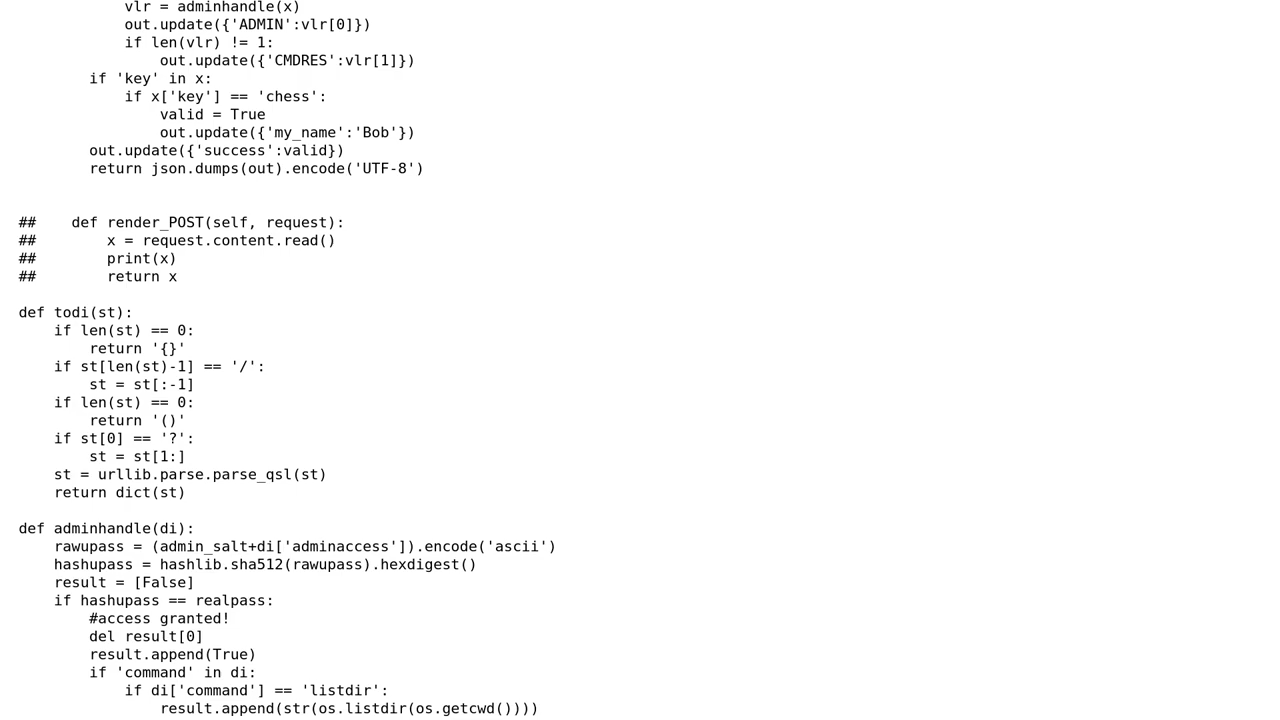 vlr = adminhandle(x)
            out.update({'ADMIN':vlr[0]})
            if len(vlr) != 1:
                out.update({'CMDRES':vlr[1]})
        if 'key' in x:
            if x['key'] == 'chess':
                valid = True
                out.update({'my_name':'Bob'})
        out.update({'success':valid})
        return json.dumps(out).encode('UTF-8')


##    def render_POST(self, request):
##        x = request.content.read()
##        print(x)
##        return x

def todi(st):
    if len(st) == 0:
        return '{}'
    if st[len(st)-1] == '/':
        st = st[:-1]
    if len(st) == 0:
        return '()'
    if st[0] == '?':
        st = st[1:]
    st = urllib.parse.parse_qsl(st)
    return dict(st)

def adminhandle(di):
    rawupass = (admin_salt+di['adminaccess']).encode('ascii')
    hashupass = hashlib.sha512(rawupass).hexdigest()
    result = [False]
    if hashupass == realpass:
        #access granted!
        del result[0]
        result.append(True)
        if 'command' in di:
            if di['command'] == 'listdir':
                result.append(str(os.listdir(os.getcwd())))